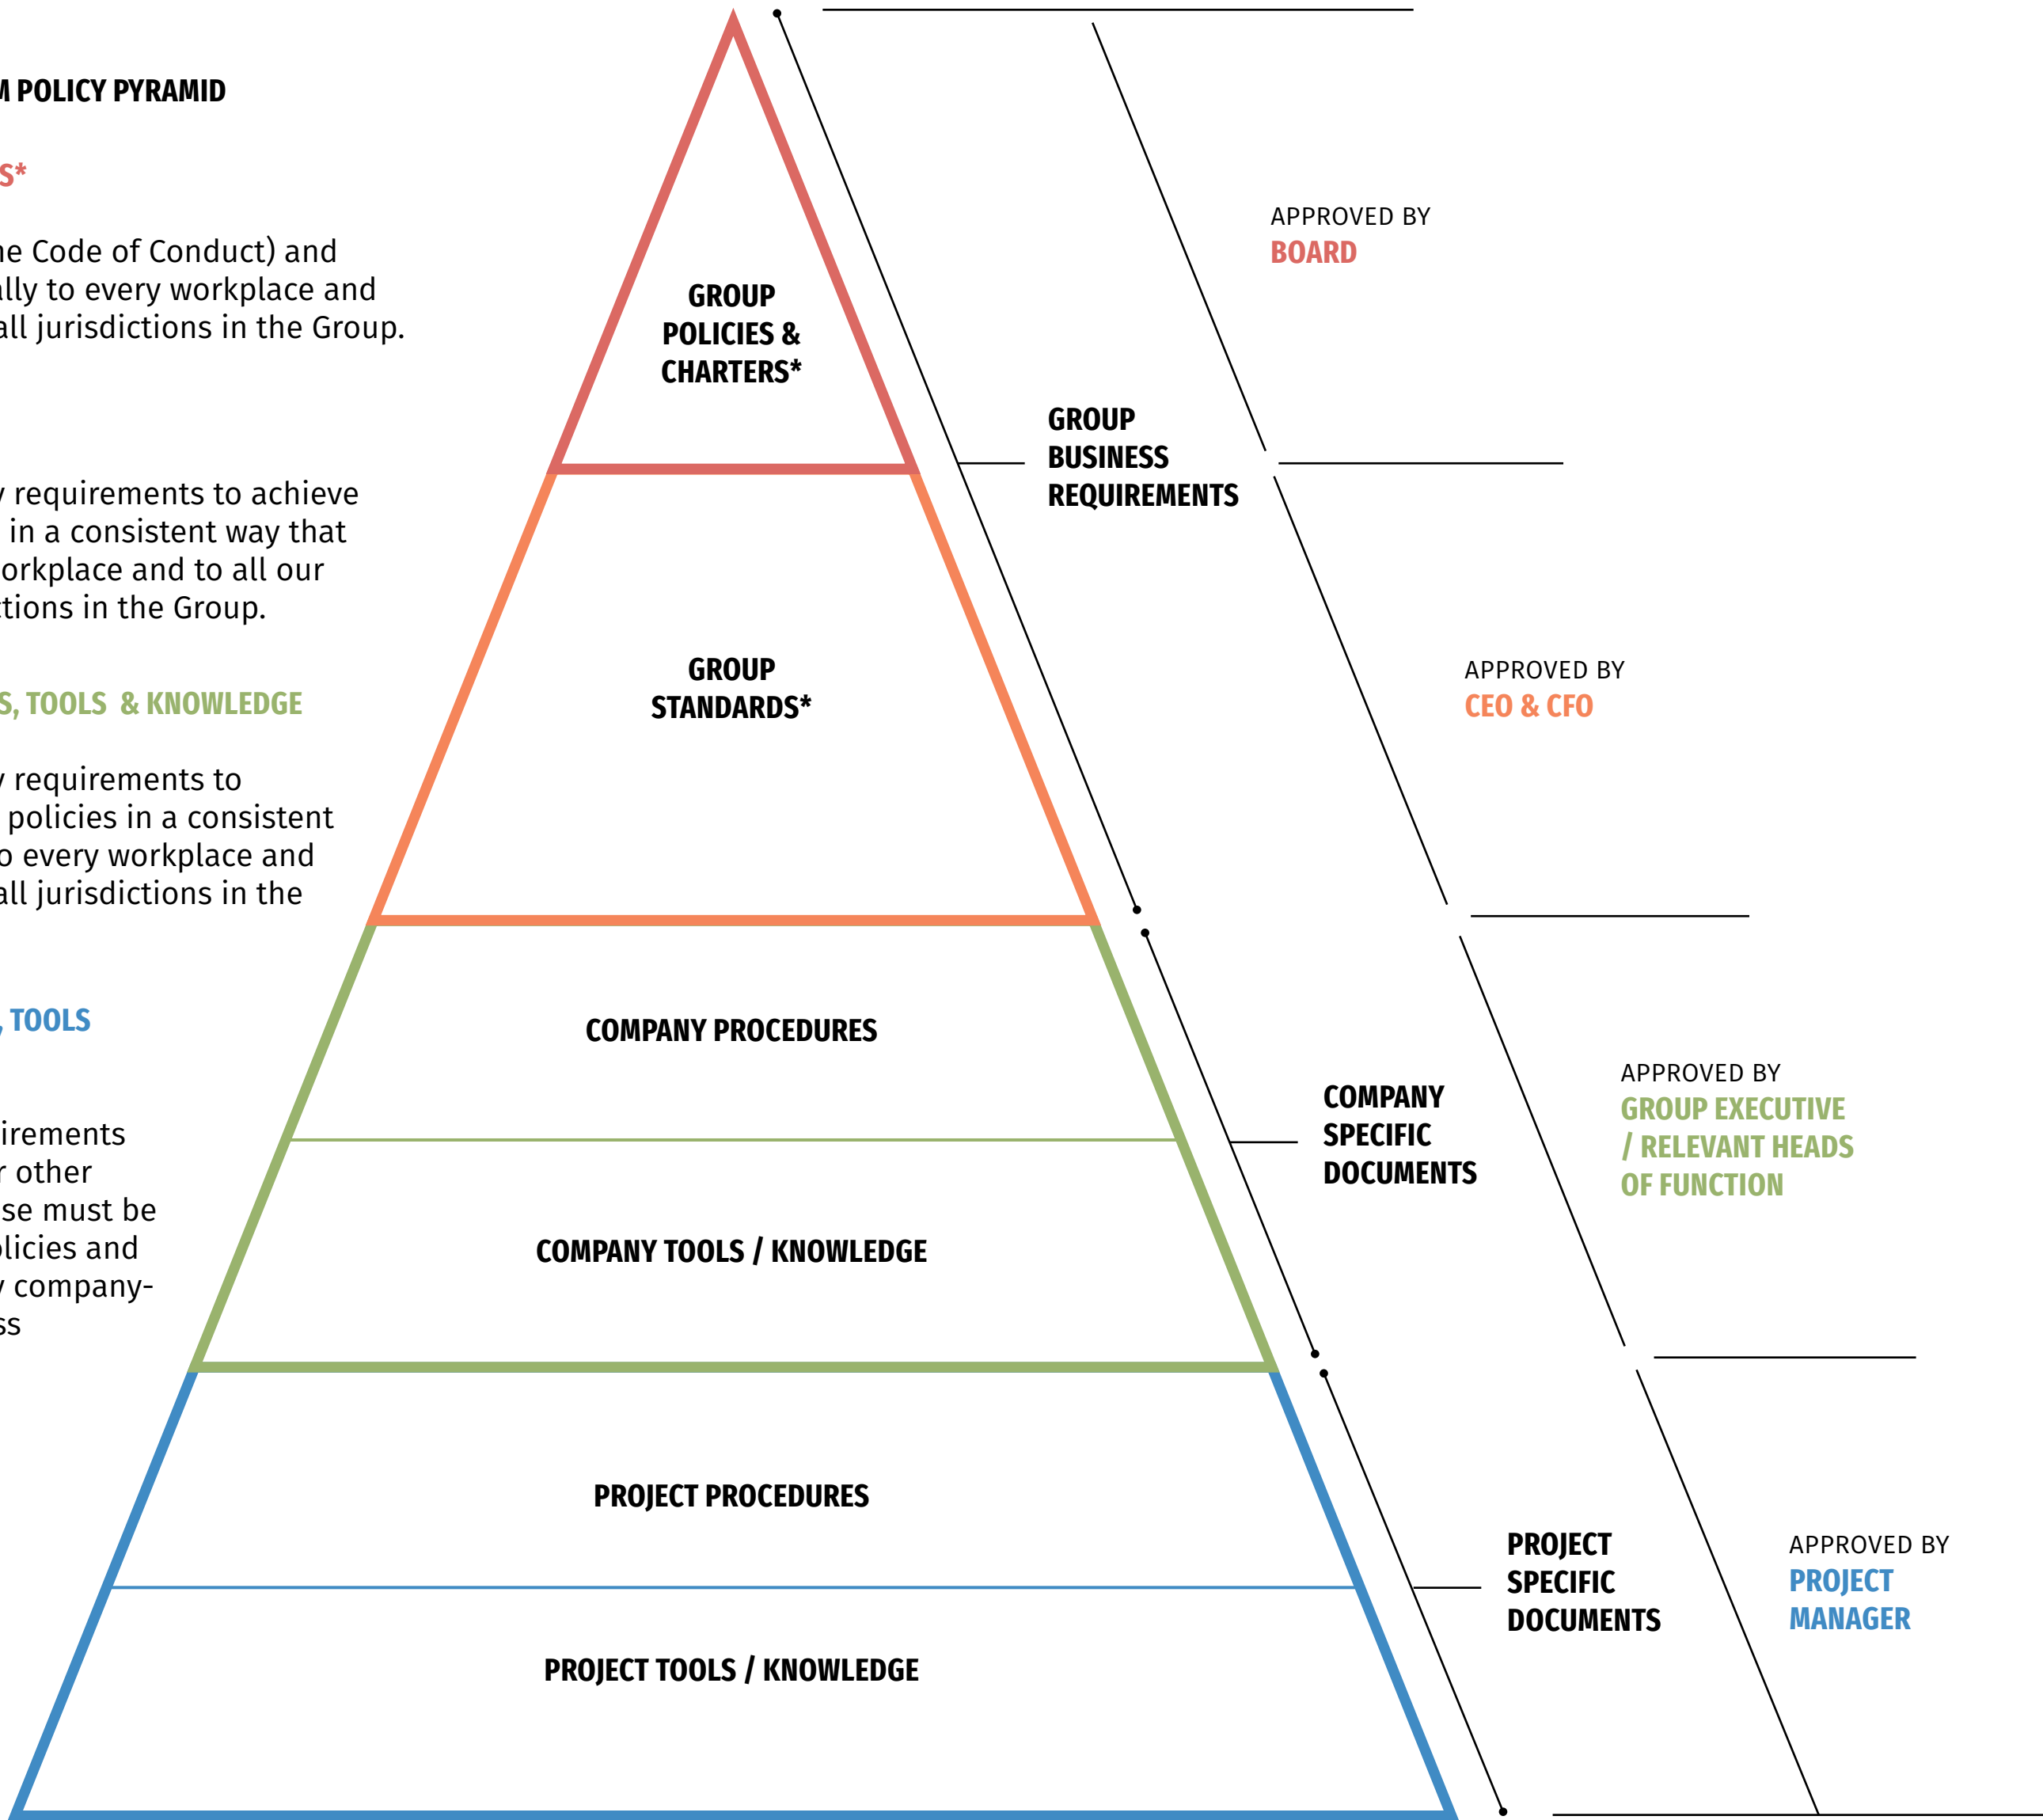 M POLICY PYRAMID
S*
he Code of Conduct) and
ally to every workplace and
all jurisdictions in the Group.
y requirements to achieve
in a consistent way that
orkplace and to all our
ctions in the Group.
S, TOOLS & KNOWLEDGE
y requirements to
policies in a consistent
o every workplace and
all jurisdictions in the
, TOOLS
irements
r other
se must be
olicies and
y company-
ss
GROUP
POLICIES &
CHARTERS*
GROUP
STANDARDS*
COMPANY PROCEDURES
COMPANY TOOLS / KNOWLEDGE
PROJECT PROCEDURES
PROJECT TOOLS / KNOWLEDGE
GROUP
BUSINESS
REQUIREMENTS
COMPANY
SPECIFIC
DOCUMENTS
PROJECT
SPECIFIC
DOCUMENTS
APPROVED BY
BOARD
APPROVED BY
CEO & CFO
APPROVED BY
GROUP EXECUTIVE
/ RELEVANT HEADS
OF FUNCTION
APPROVED BY
PROJECT
MANAGER